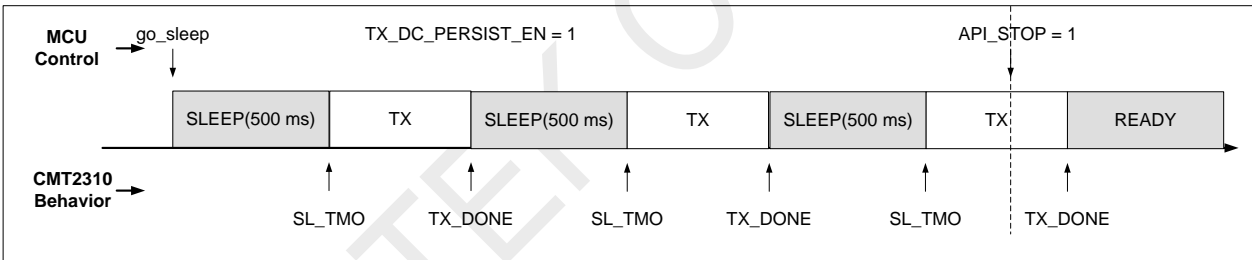 MCU
Control
go_sleep
TX_DC_PERSIST_EN = 1
API_STOP = 1
SLEEP(500 ms)
TX
SLEEP(500 ms)
TX
SLEEP(500 ms)
TX
READY
CMT2310
Behavior
SL_TMO
TX_DONE
SL_TMO
TX_DONE
SL_TMO
TX_DONE